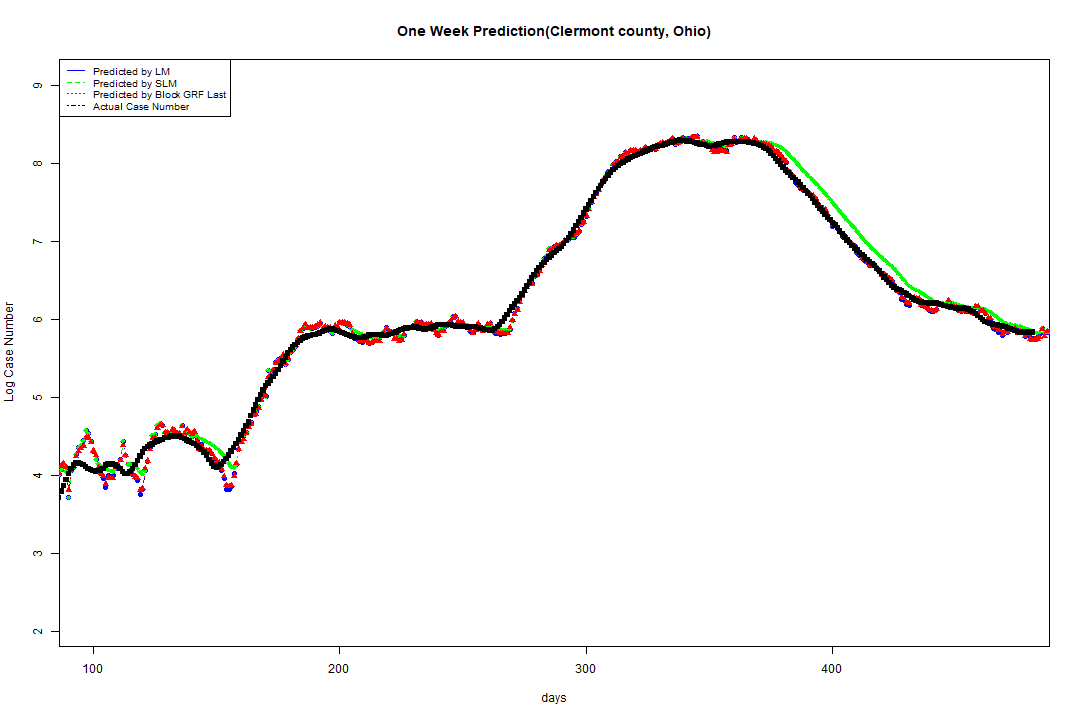 One Week Prediction(Clermont county, Ohio)
Predicted by LM
Predicted by SLM
Predicted by Block GRF Last
Actual Case Number
9
8
7
6
5
4
3
2
Log Case Number
100 200 300 400
days